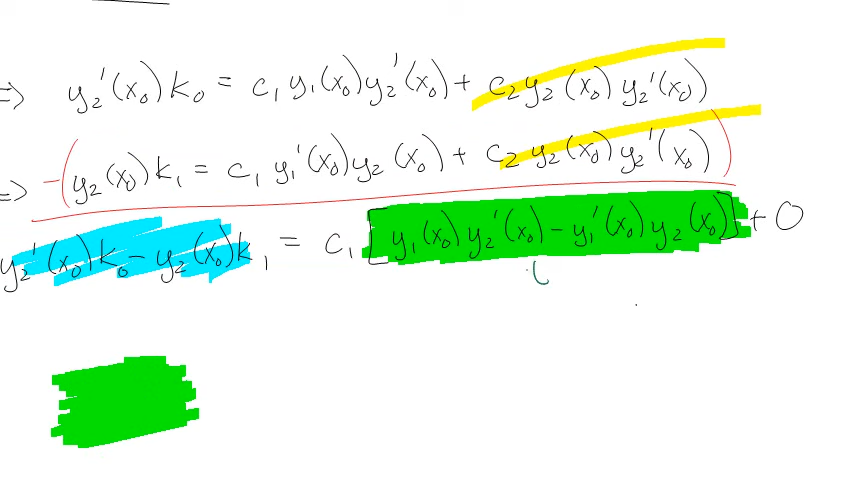 => y₂'(x₀)k₀ = c₁y₁(x₀)y₂'(x₀) + c₂y₂(x₀)y₂'(x₀)
=> -(y₂(x₀)k₁ = c₁y₁'(x₀)y₂(x₀) + c₂y₂(x₀)y₂'(x₀))
y₂'(x₀)k₀ - y₂(x₀)k₁ = c₁[y₁(x₀)y₂'(x₀) - y₁'(x₀)y₂(x₀)] + 0